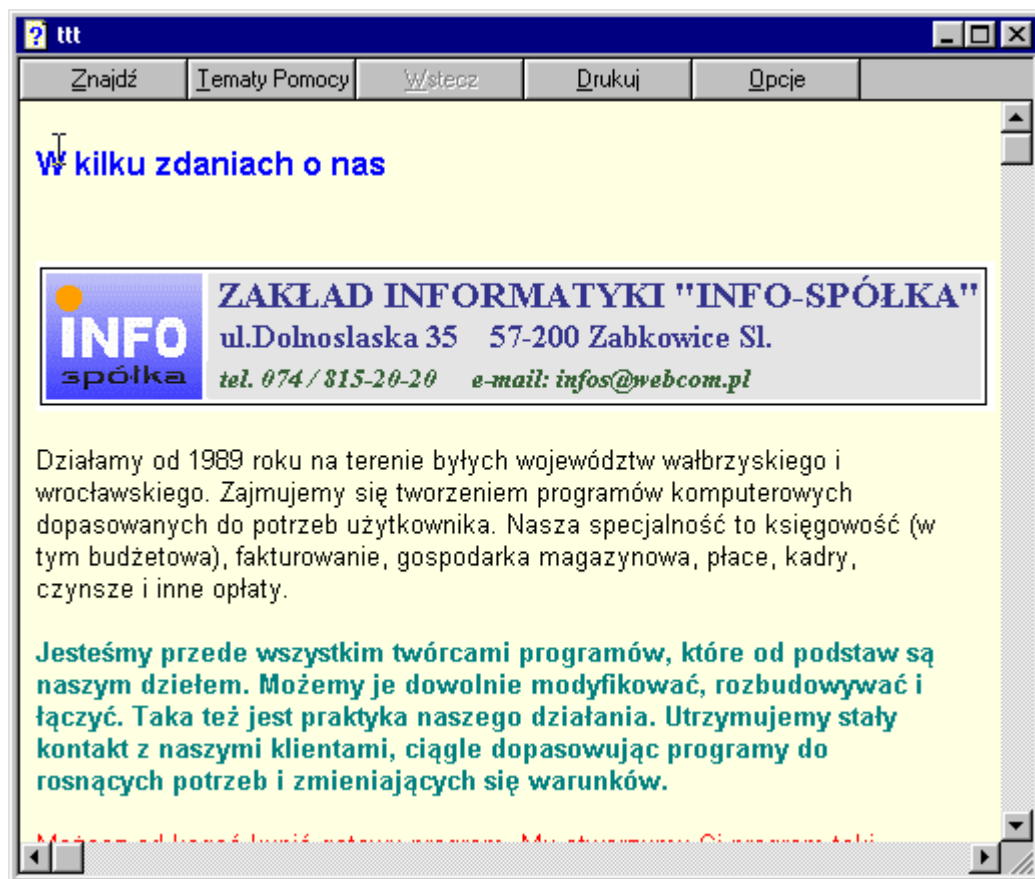 ttt
Znajdź Tematy Pomocy Wstecz Drukuj Opcje
W kilku zdaniach o nas
INFO
spółka
ZAKŁAD INFORMATYKI "INFO-SPÓŁKA"
ul.Dolnoslaska 35 57-200 Zabkowice Sl.
tel. 074 / 815-20-20 e-mail: infos@webcom.pl
Działamy od 1989 roku na terenie byłych województw wałbrzyskiego i
wrocławskiego. Zajmujemy się tworzeniem programów komputerowych
dopasowanych do potrzeb użytkownika. Nasza specjalność to księgowość (w
tym budżetowa), fakturowanie, gospodarka magazynowa, płace, kadry,
czynsze i inne opłaty.
Jesteśmy przede wszystkim twórcami programów, które od podstaw są
naszym dziełem. Możemy je dowolnie modyfikować, rozbudowywać i
łączyć. Taka też jest praktyka naszego działania. Utrzymujemy stały
kontakt z naszymi klientami, ciągle dopasowując programy do
rosnących potrzeb i zmieniających się warunków.